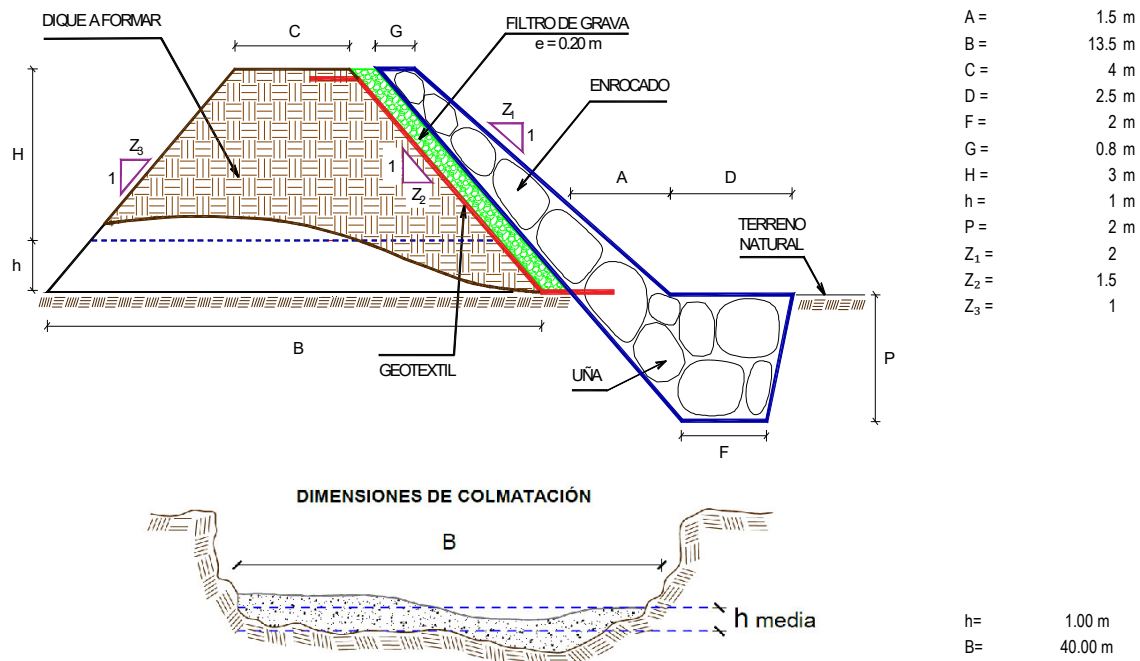 DIQUE A FORMAR
C
G
FILTRO DE GRAVA
e = 0.20 m
ENROCADO
Z1
1
Z3
1
1
Z2
H
h
A
D
TERRENO
NATURAL
B
GEOTEXTIL
UÑA
P
F
A = 1.5 m
B = 13.5 m
C = 4 m
D = 2.5 m
F = 2 m
G = 0.8 m
H = 3 m
h = 1 m
P = 2 m
Z1 = 2
Z2 = 1.5
Z3 = 1
DIMENSIONES DE COLMATACIÓN
B
h media
h= 1.00 m
B= 40.00 m